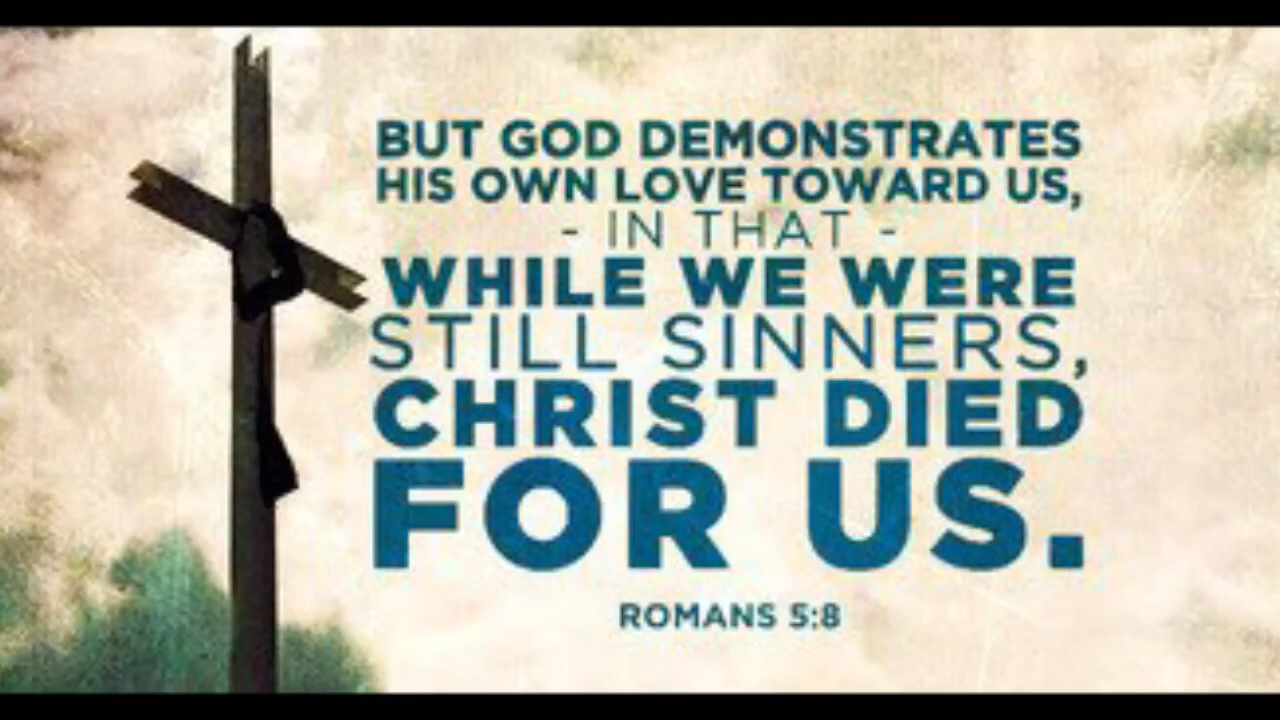 BUT GOD DEMONSTRATES
HIS OWN LOVE TOWARD US,
- IN THAT -
WHILE WE WERE
STILL SINNERS,
CHRIST DIED
FOR US.
ROMANS 5:8